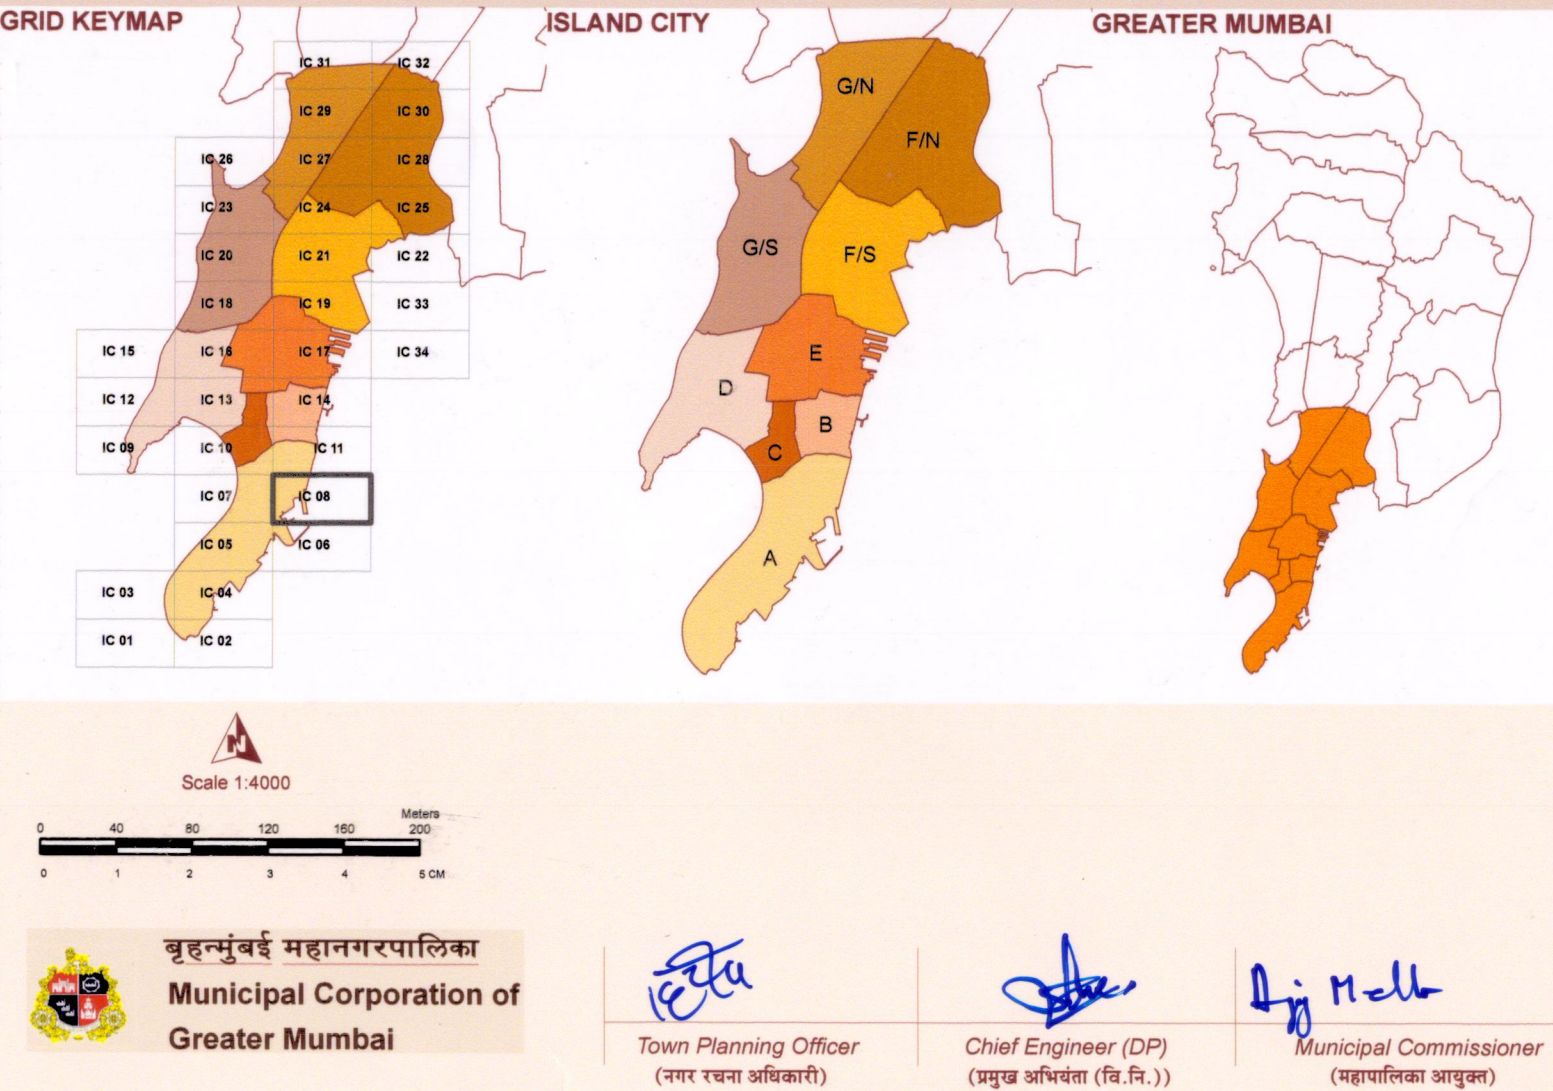 GRID KEYMAP
ISLAND CITY
GREATER MUMBAI
IC 31 IC 32
IC 29 IC 30
IC 26 IC 27 IC 28
IC 23 IC 24 IC 25
IC 20 IC 21 IC 22
IC 18 IC 19 IC 33
IC 15 IC 16 IC 17 IC 34
IC 12 IC 13 IC 14
IC 09 IC 10 IC 11
IC 07 IC 08
IC 05 IC 06
IC 03 IC 04
IC 01 IC 02
G/N
F/N
G/S F/S
E
D
B
C
A
N
Scale 1:4000
Meters
0 40 80 120 160 200
0 1 2 3 4 5 CM
बृहन्मुंबई महानगरपालिका
Municipal Corporation of
Greater Mumbai
Town Planning Officer
(नगर रचना अधिकारी)
Chief Engineer (DP)
(प्रमुख अभियंता (वि.नि.))
Municipal Commissioner
(महापालिका आयुक्त)